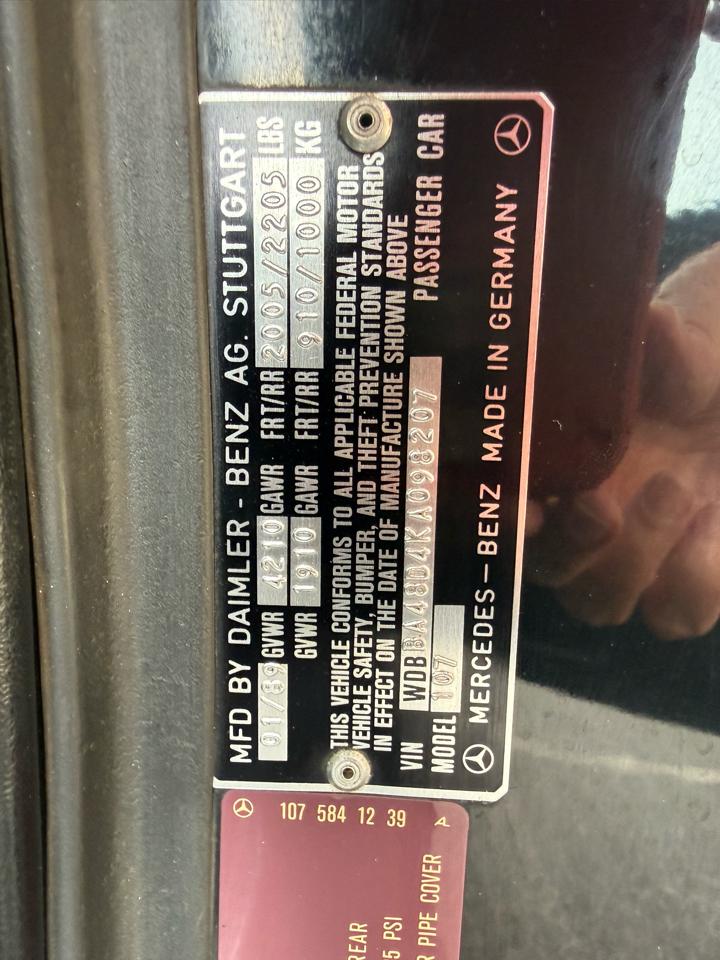 MFD BY DAIMLER - BENZ AG. STUTTGART
01/89 GVWR 4210 GAWR FRT/RR 2005/2205 LBS
GVWR 1910 GAWR FRT/RR 910/1000 KG
THIS VEHICLE CONFORMS TO ALL APPLICABLE FEDERAL MOTOR
VEHICLE SAFETY, BUMPER, AND THEFT PREVENTION STANDARDS
IN EFFECT ON THE DATE OF MANUFACTURE SHOWN ABOVE
VIN WDBBA48D4KA098207 PASSENGER CAR
MODEL 107
MERCEDES-BENZ MADE IN GERMANY
107 584 12 39 A
REAR
5 PSI
R PIPE COVER